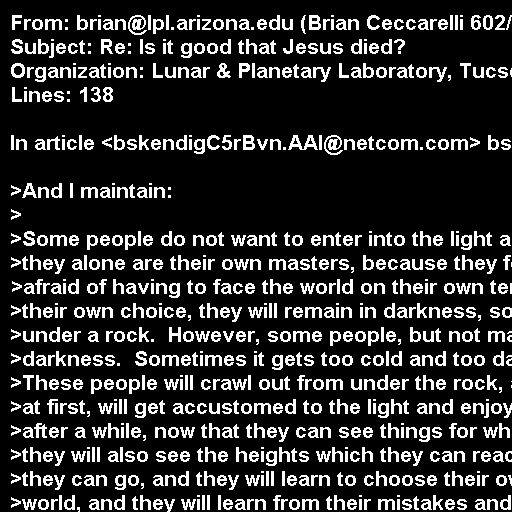 From: brian@lpl.arizona.edu (Brian Ceccarelli 602/
Subject: Re: Is it good that Jesus died?
Organization: Lunar & Planetary Laboratory, Tucs
Lines: 138

In article <bskendigC5rBvn.AAI@netcom.com> bs

>And I maintain:
>
>Some people do not want to enter into the light a
>they alone are their own masters, because they f
>afraid of having to face the world on their own te
>their own choice, they will remain in darkness, so
>under a rock.  However, some people, but not ma
>darkness.  Sometimes it gets too cold and too da
>These people will crawl out from under the rock,
>at first, will get accustomed to the light and enjoy
>after a while, now that they can see things for wh
>they will also see the heights which they can reac
>they can go, and they will learn to choose their ow
>world, and they will learn from their mistakes and